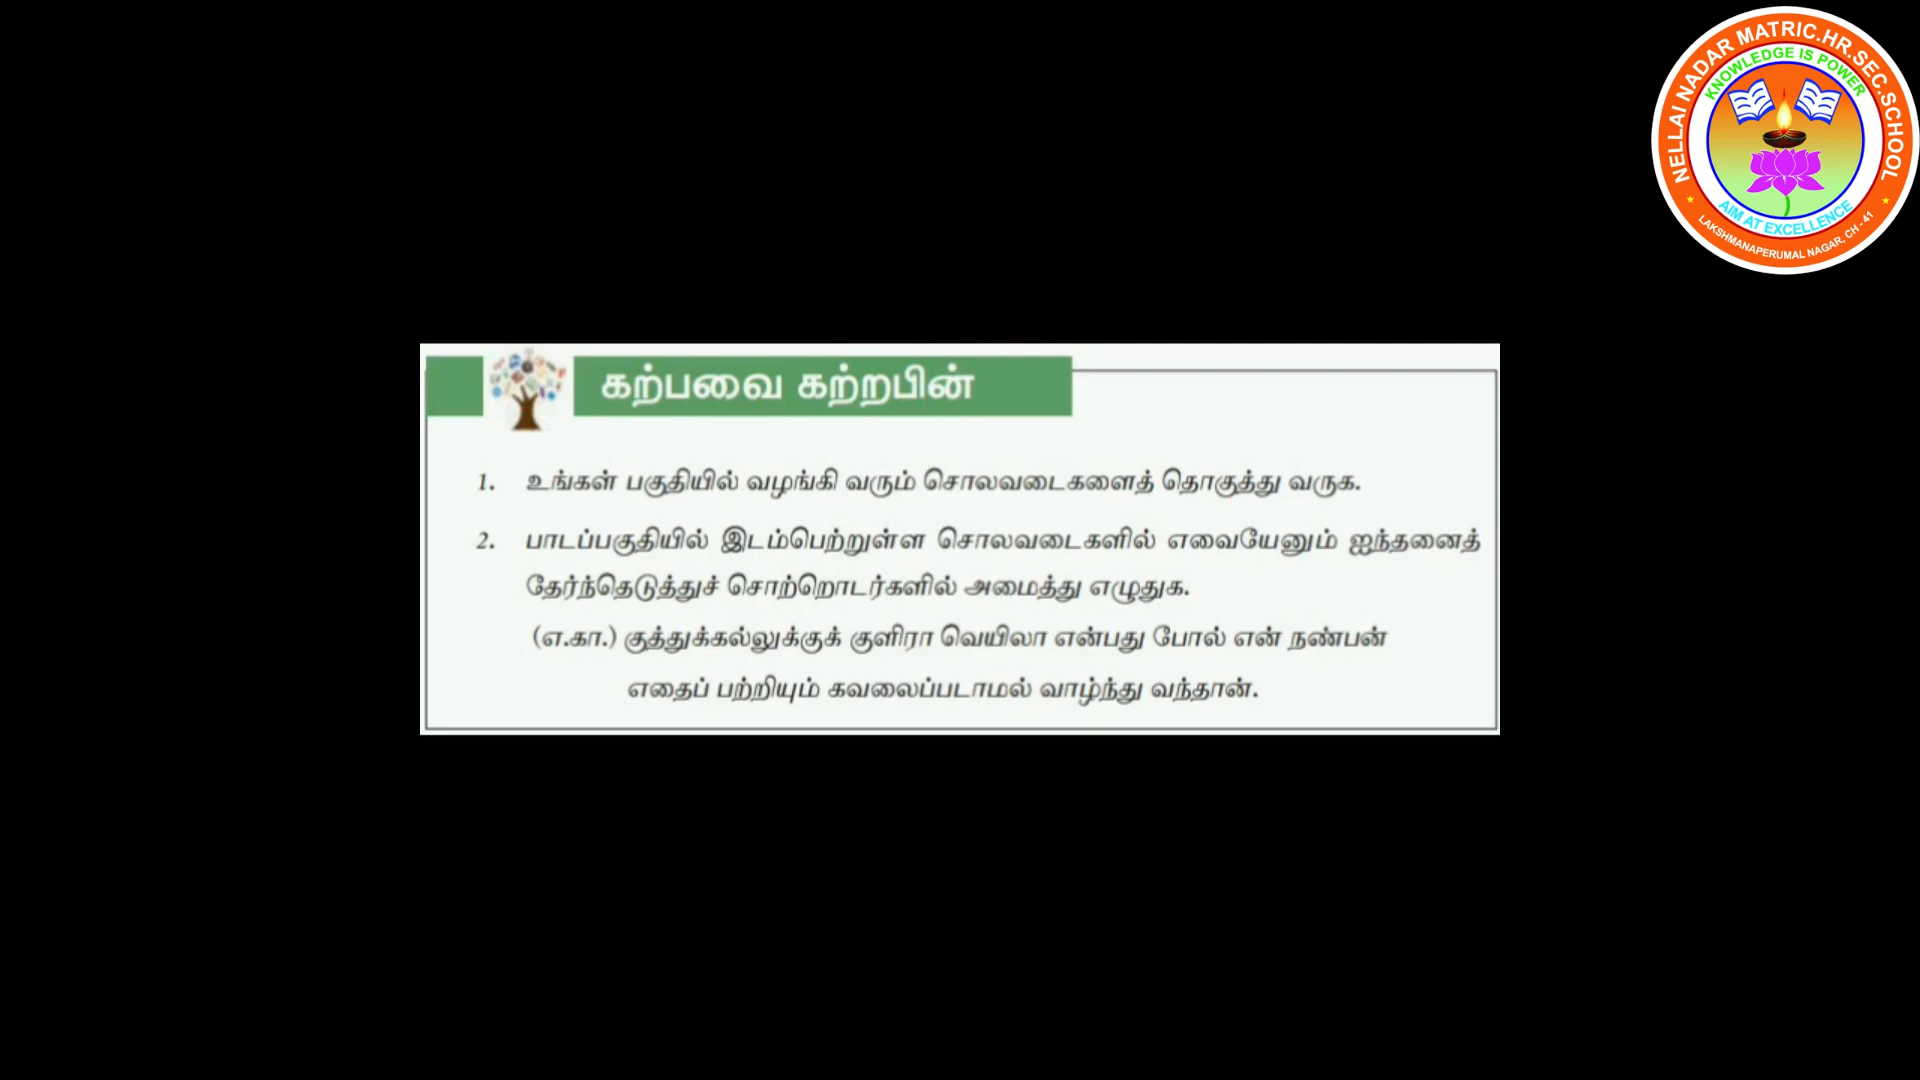 NELLAI NADAR MATRIC.HR.SEC.SCHOOL
KNOWLEDGE IS POWER
AIM AT EXCELLENCE
LAKSHMANAPERUMAL NAGAR, CH - 41
கற்பவை கற்றபின்
1. உங்கள் பகுதியில் வழங்கி வரும் சொலவடைகளைத் தொகுத்து வருக.
2. பாடப்பகுதியில் இடம்பெற்றுள்ள சொலவடைகளில் எவையேனும் ஐந்தனைத்
தேர்ந்தெடுத்துச் சொற்றொடர்களில் அமைத்து எழுதுக.
(எ.கா.) குத்துக்கல்லுக்குக் குளிரா வெயிலா என்பது போல் என் நண்பன்
எதைப் பற்றியும் கவலைப்படாமல் வாழ்ந்து வந்தான்.